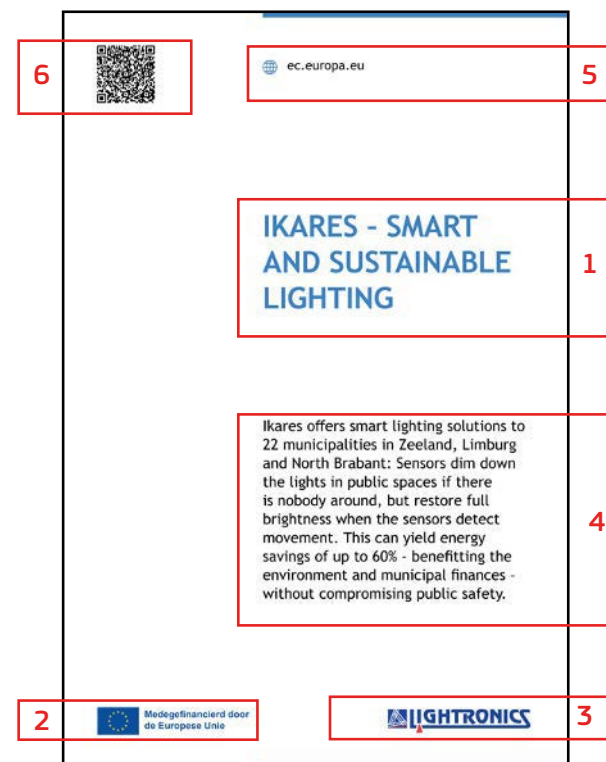 6
ec.europa.eu
5
IKARES - SMART
AND SUSTAINABLE
LIGHTING
1
Ikares offers smart lighting solutions to
22 municipalities in Zeeland, Limburg
and North Brabant: Sensors dim down
the lights in public spaces if there
is nobody around, but restore full
brightness when the sensors detect
movement. This can yield energy
savings of up to 60% - benefitting the
environment and municipal finances -
without compromising public safety.
4
2
Medegefinancierd door
de Europese Unie
LIGHTRONICS
3